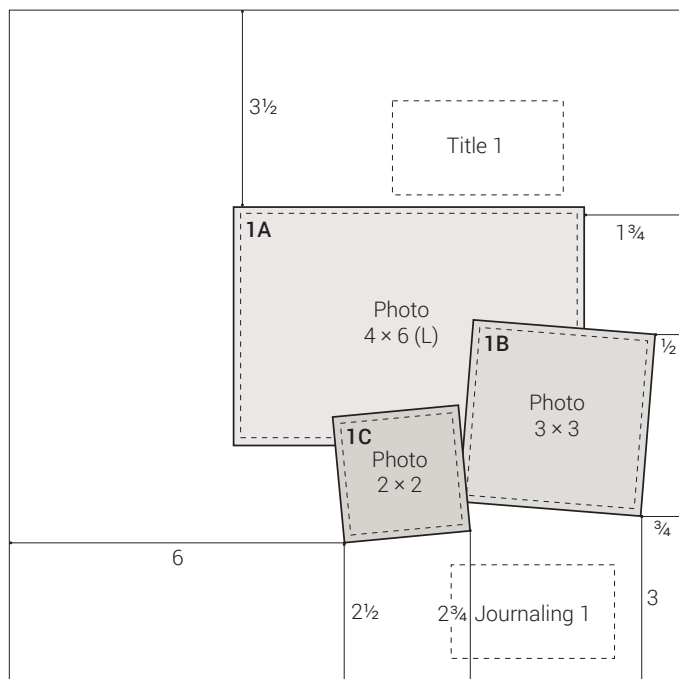 3½
Title 1
1A
1¾
Photo
4 × 6 (L)
½
1B
Photo
3 × 3
1C
Photo
2 × 2
¾
6
2½
2¾
Journaling 1
3